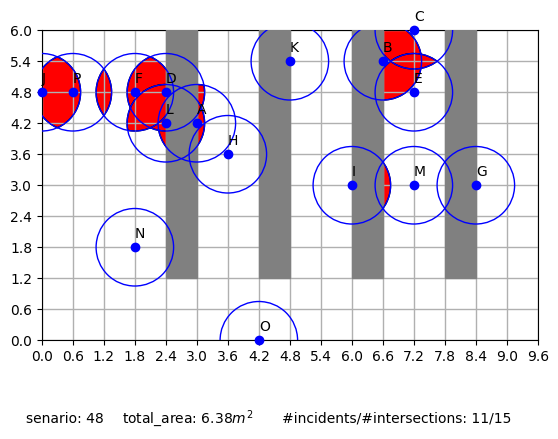 C
6.0
K
B
5.4
J
P
F
D
E
4.8
L
A
4.2
H
3.6
I
M
G
3.0
2.4
N
1.8
1.2
0.6
O
0.0
0.0 0.6 1.2 1.8 2.4 3.0 3.6 4.2 4.8 5.4 6.0 6.6 7.2 7.8 8.4 9.0 9.6
senario: 48 total_area: 6.38m² #incidents/#intersections: 11/15